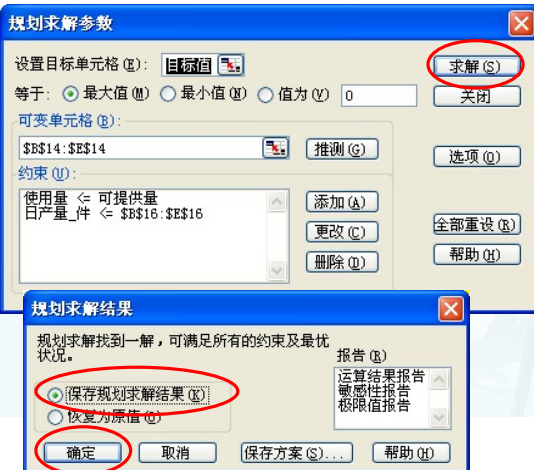 规划求解参数
设置目标单元格(E): 目标值 求解(S)
等于: 最大值(M) 最小值(N) 值为(V) 0 关闭
可变单元格(B):
$B$14:$E$14 推测(G) 选项(O)
约束(U):
使用量 <= 可提供量 添加(A)
日产量_件 <= $B$16:$E$16
更改(C) 全部重设(R)
删除(D) 帮助(H)
规划求解结果
规划求解找到一解，可满足所有的约束及最优
状况。
报告(R)
运算结果报告
保存规划求解结果(K) 敏感性报告
极限值报告
恢复为原值(O)
确定 取消 保存方案(S)... 帮助(H)